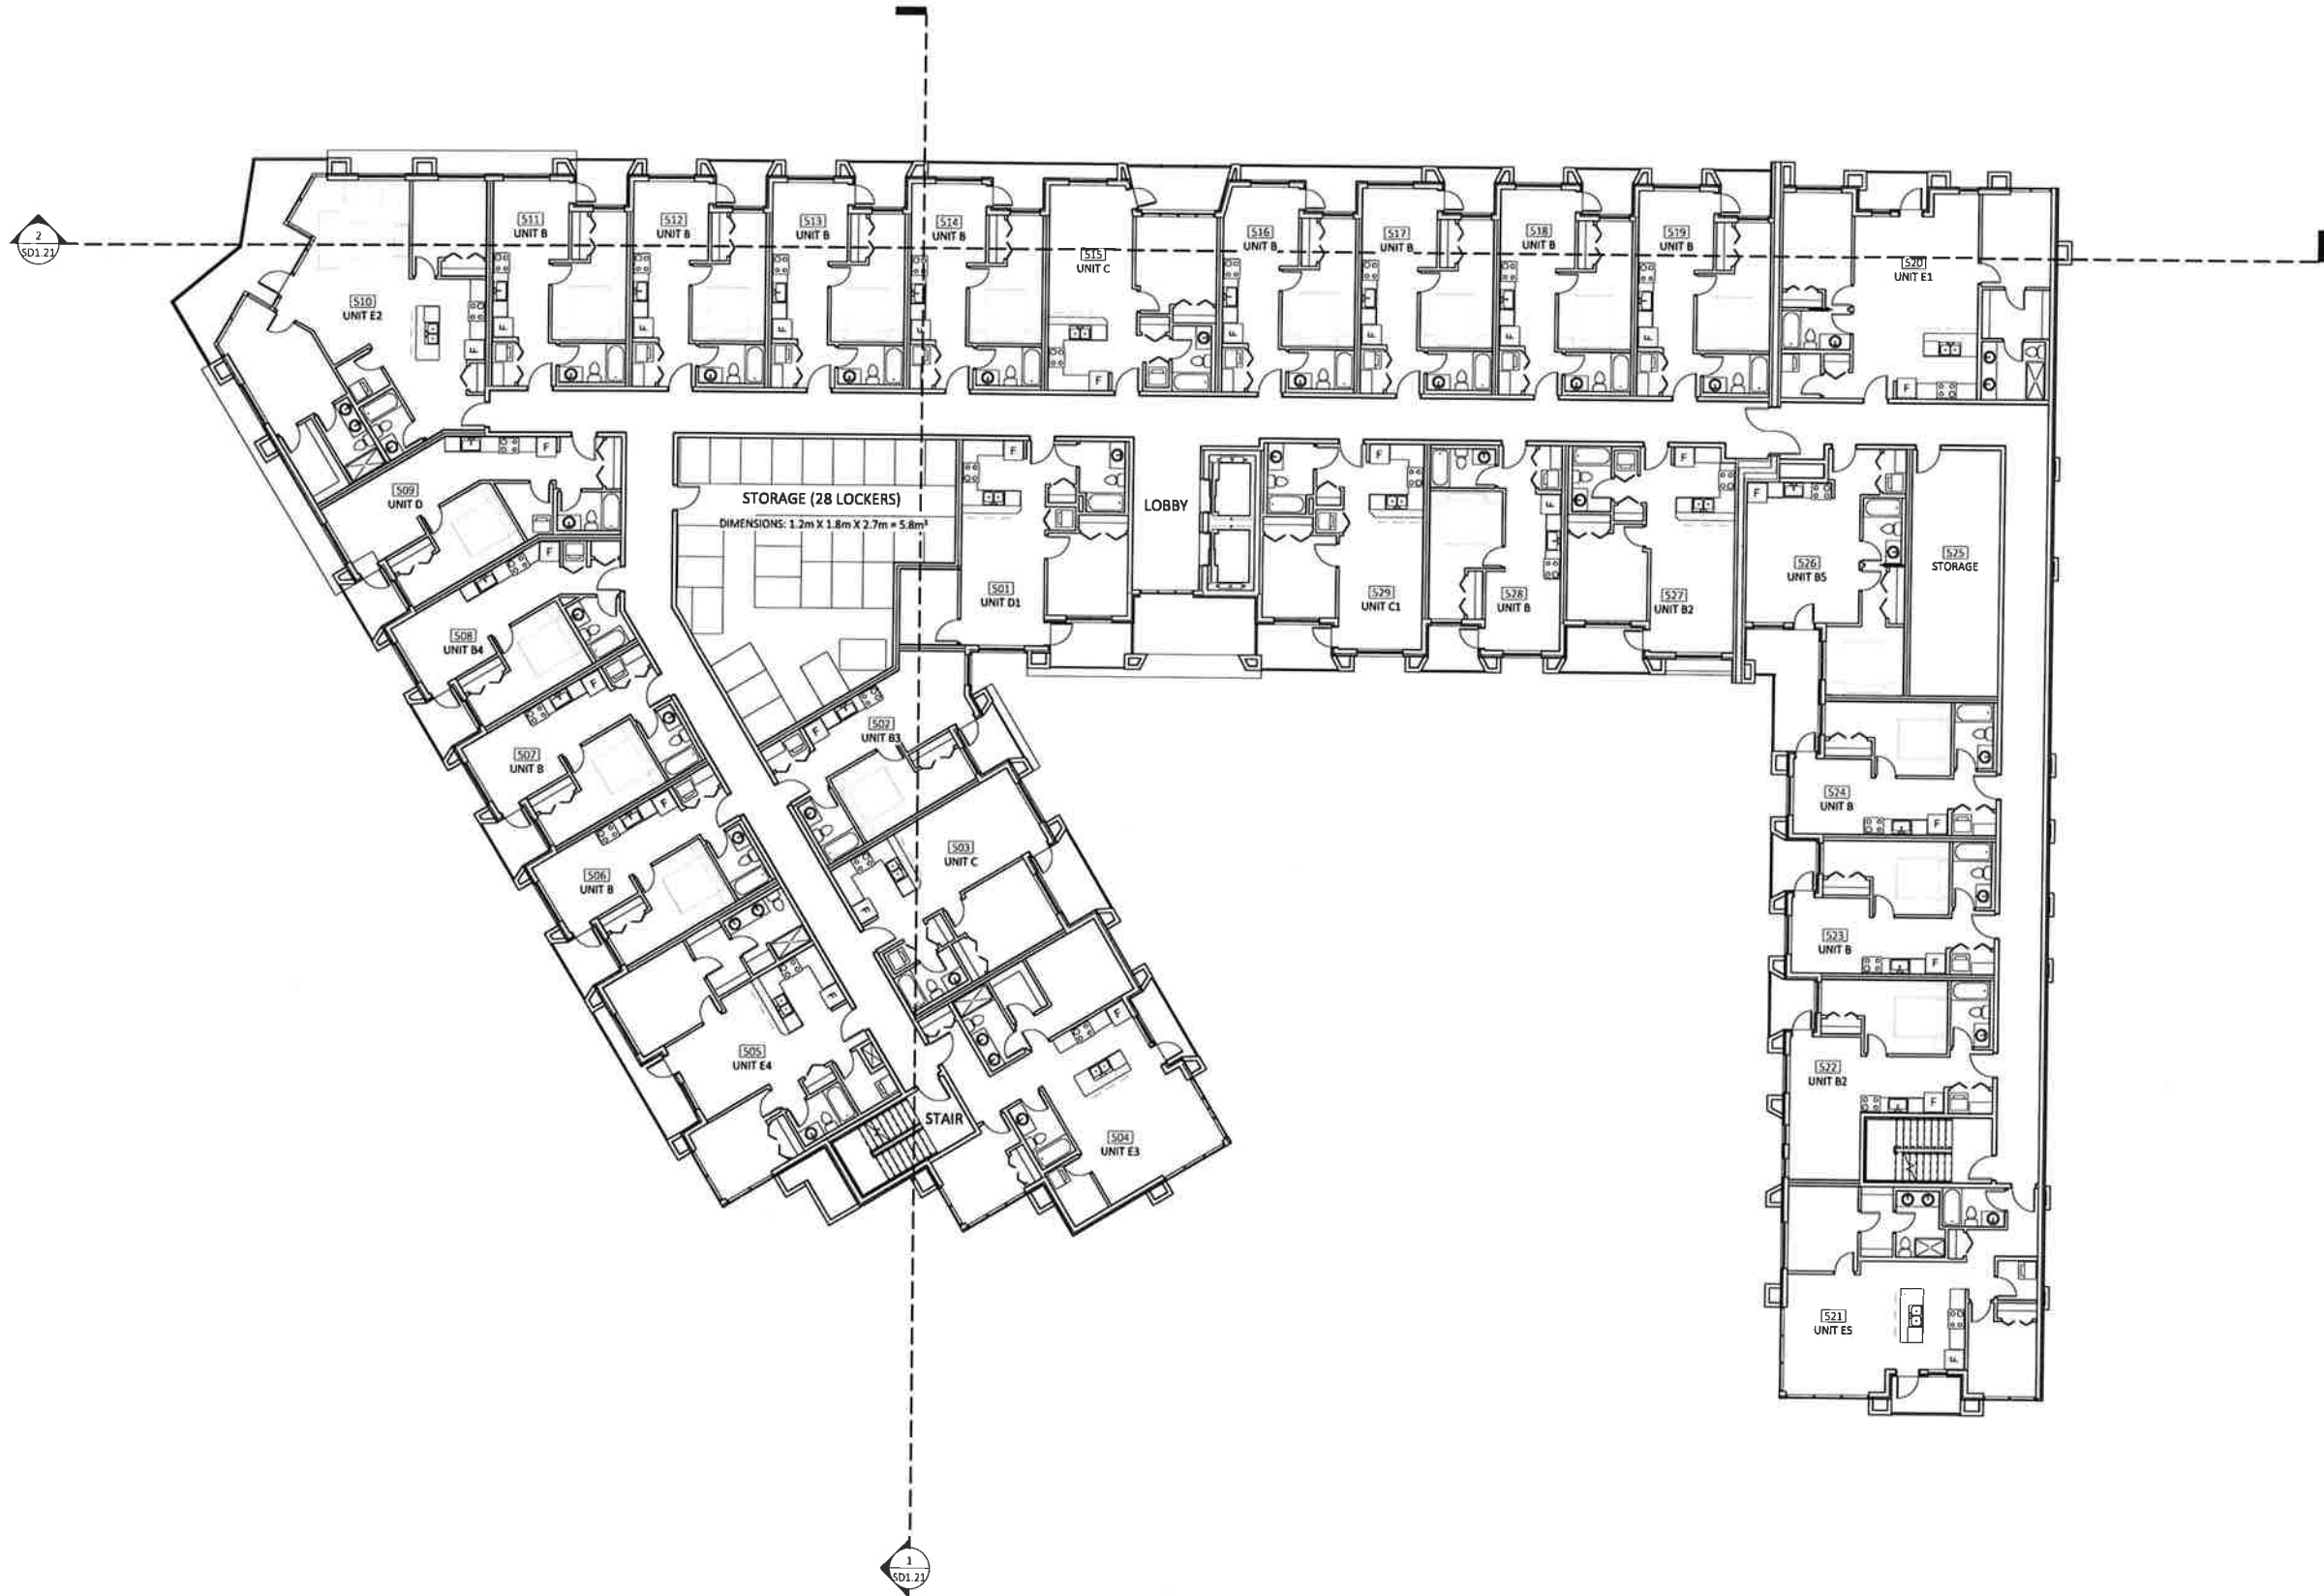 2
SD1.21
511
UNIT B
512
UNIT B
513
UNIT B
514
UNIT B
515
UNIT C
516
UNIT B
517
UNIT B
518
UNIT B
519
UNIT B
520
UNIT E1
510
UNIT E2
F
F
F
F
F
F
F
F
F
F
F
509
UNIT D
F
STORAGE (28 LOCKERS)
DIMENSIONS: 1.2m X 1.8m X 2.7m = 5.8m³
F
LOBBY
F
F
F
F
501
UNIT D1
529
UNIT C1
528
UNIT B
527
UNIT B2
526
UNIT B5
525
STORAGE
508
UNIT B4
F
507
UNIT B
F
502
UNIT B3
F
506
UNIT B
F
503
UNIT C
F
524
UNIT B
F
523
UNIT B
F
505
UNIT E4
F
F
522
UNIT B2
F
STAIR
504
UNIT E3
521
UNIT E5
F
1
SD1.21